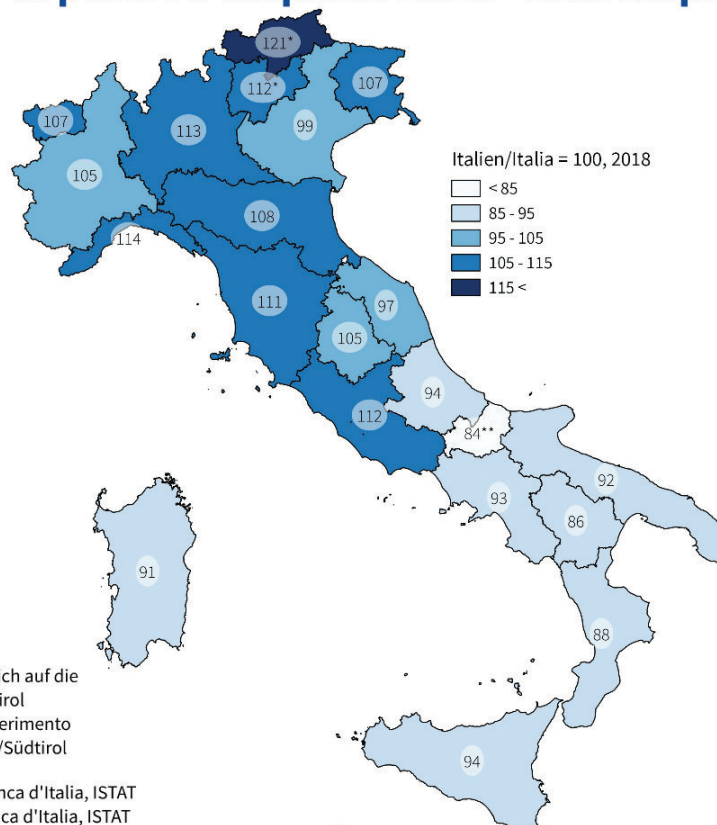 121*
112*
107
107
113
99
105
114
108
111
97
105
112
94
84**
92
93
86
91
88
94
Italien/Italia = 100, 2018
< 85
85 - 95
95 - 105
105 - 115
115 <
ich auf die
irol
erimento
/Südtirol
nca d'Italia, ISTAT
ca d'Italia, ISTAT